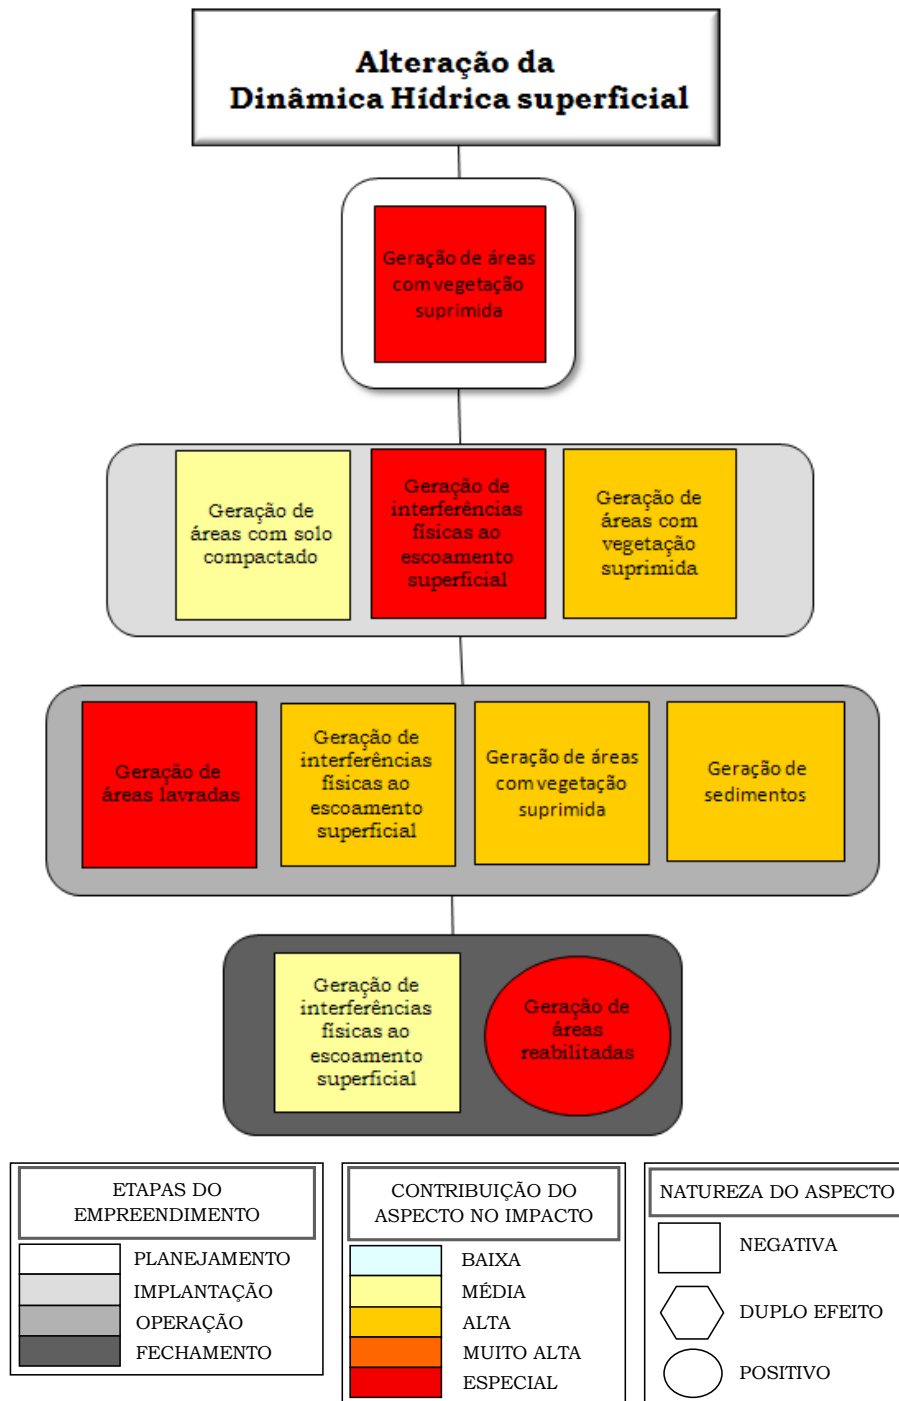 Alteração da
Dinâmica Hídrica superficial
Geração de áreas
com vegetação
suprimida
Geração de
áreas com solo
compactado
Geração de
interferências
físicas ao
escoamento
superficial
Geração de
áreas com
vegetação
suprimida
Geração de
áreas lavradas
Geração de
interferências
físicas ao
escoamento
superficial
Geração de áreas
com vegetação
suprimida
Geração de
sedimentos
Geração de
interferências
físicas ao
escoamento
superficial
Geração de
áreas
reabilitadas
ETAPAS DO
EMPREENDIMENTO
PLANEJAMENTO
IMPLANTAÇÃO
OPERAÇÃO
FECHAMENTO
CONTRIBUIÇÃO DO
ASPECTO NO IMPACTO
BAIXA
MÉDIA
ALTA
MUITO ALTA
ESPECIAL
NATUREZA DO ASPECTO
NEGATIVA
DUPLO EFEITO
POSITIVO